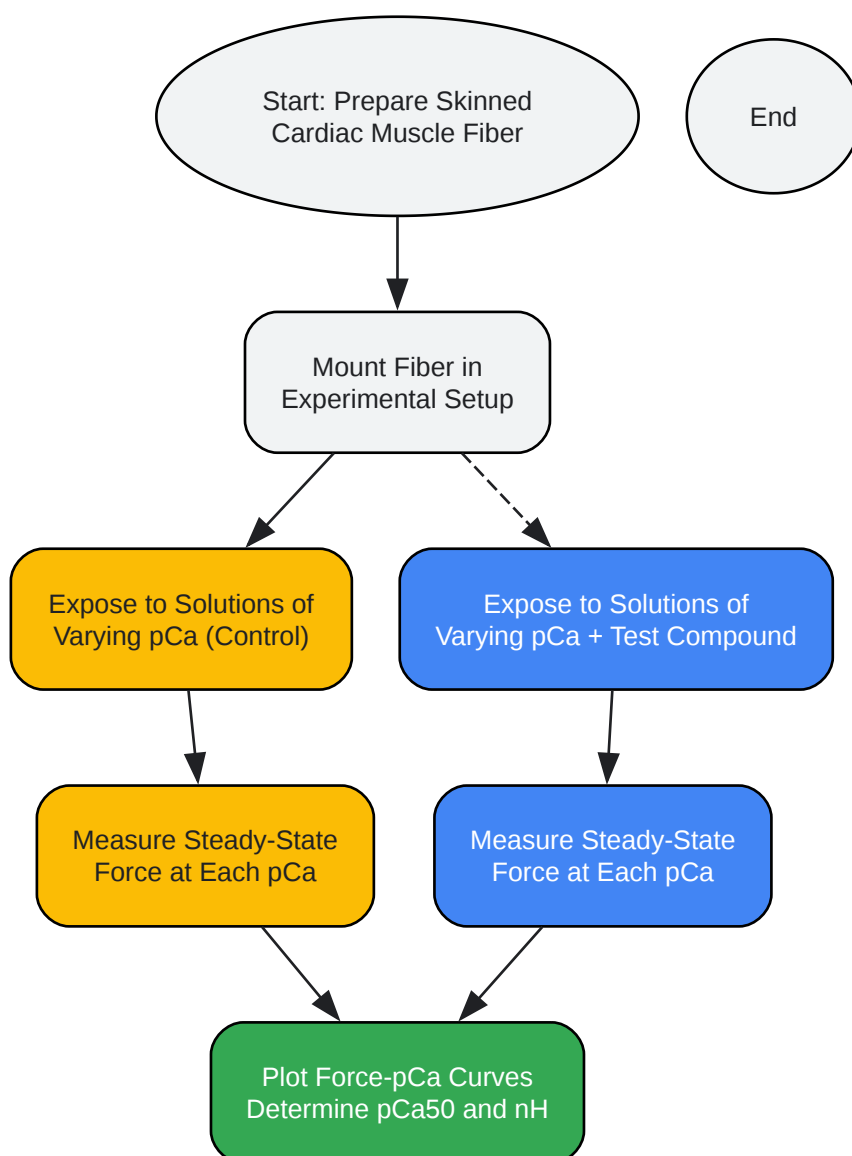 Start: Prepare Skinned
Cardiac Muscle Fiber
End
Mount Fiber in
Experimental Setup
Expose to Solutions of
Varying pCa (Control)
Expose to Solutions of
Varying pCa + Test Compound
Measure Steady-State
Force at Each pCa
Measure Steady-State
Force at Each pCa
Plot Force-pCa Curves
Determine pCa50 and nH